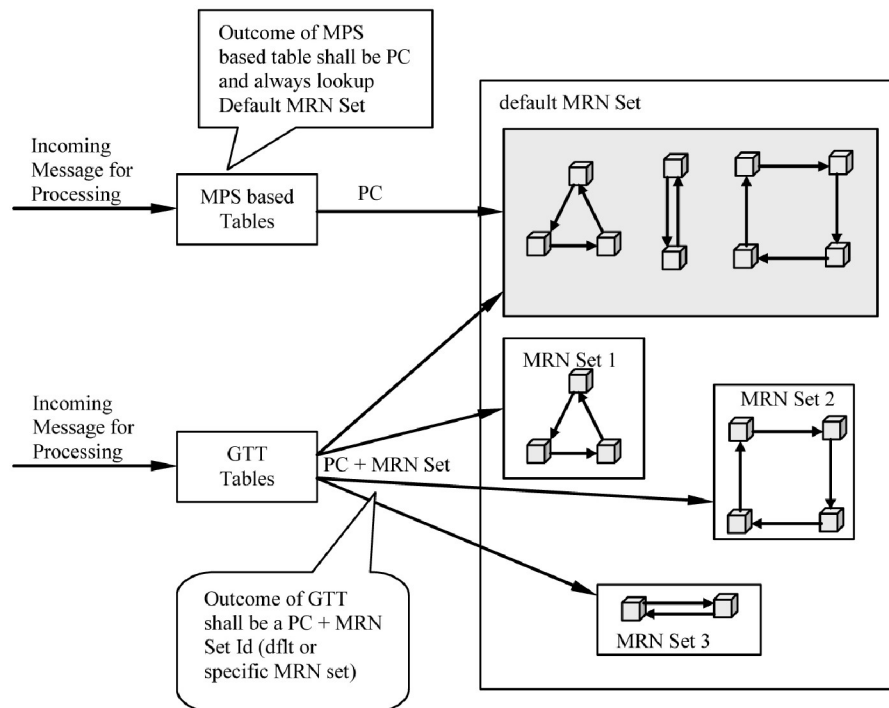 Outcome of MPS
based table shall be PC
and always lookup
Default MRN Set
default MRN Set
Incoming
Message for
Processing
MPS based
Tables
PC
MRN Set 1
MRN Set 2
Incoming
Message for
Processing
GTT
Tables
PC + MRN Set
Outcome of GTT
shall be a PC + MRN
Set Id (dflt or
specific MRN set)
MRN Set 3